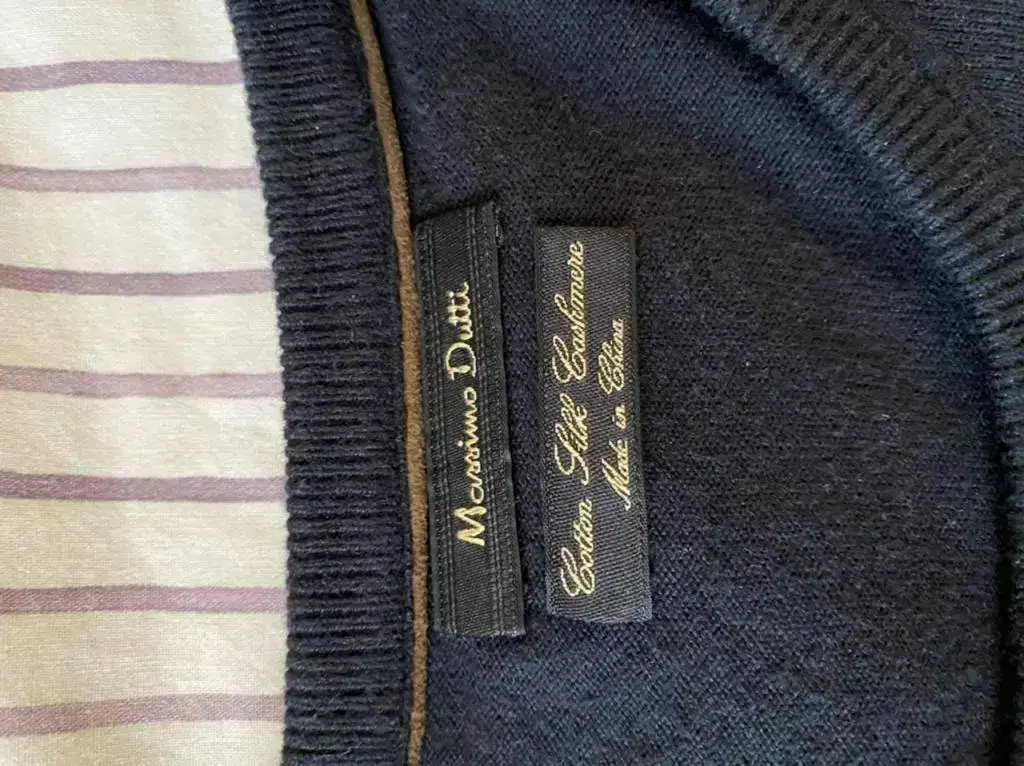 Massimo Dutti
Cotton Silk Cashmere
Made in China